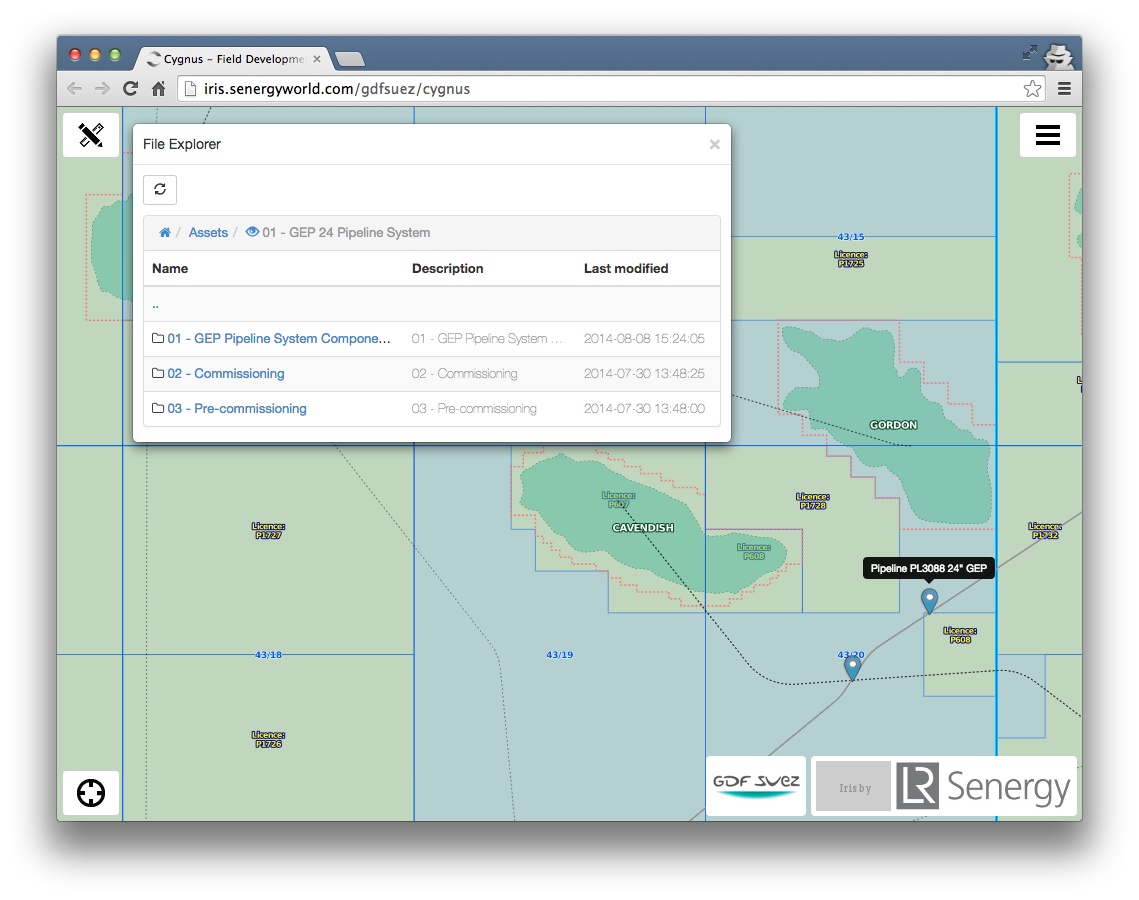 Cygnus – Field Developme
iris.senergyworld.com/gdfsuez/cygnus
File Explorer
×
/ Assets / 01 - GEP 24 Pipeline System
Name Description Last modified
..
01 - GEP Pipeline System Compone... 01 - GEP Pipeline System ... 2014-08-08 15:24:05
02 - Commissioning 02 - Commissioning 2014-07-30 13:48:25
03 - Pre-commissioning 03 - Pre-commissioning 2014-07-30 13:48:00
43/15
Licence:
P1725
GORDON
Licence:
P607
CAVENDISH
Licence:
P608
Licence:
P1728
Licence:
P1727
Licence:
P1732
Pipeline PL3088 24" GEP
Licence:
P608
43/18
43/19
43/20
Licence:
P1726
GDF SUEZ
Iris by
LR Senergy